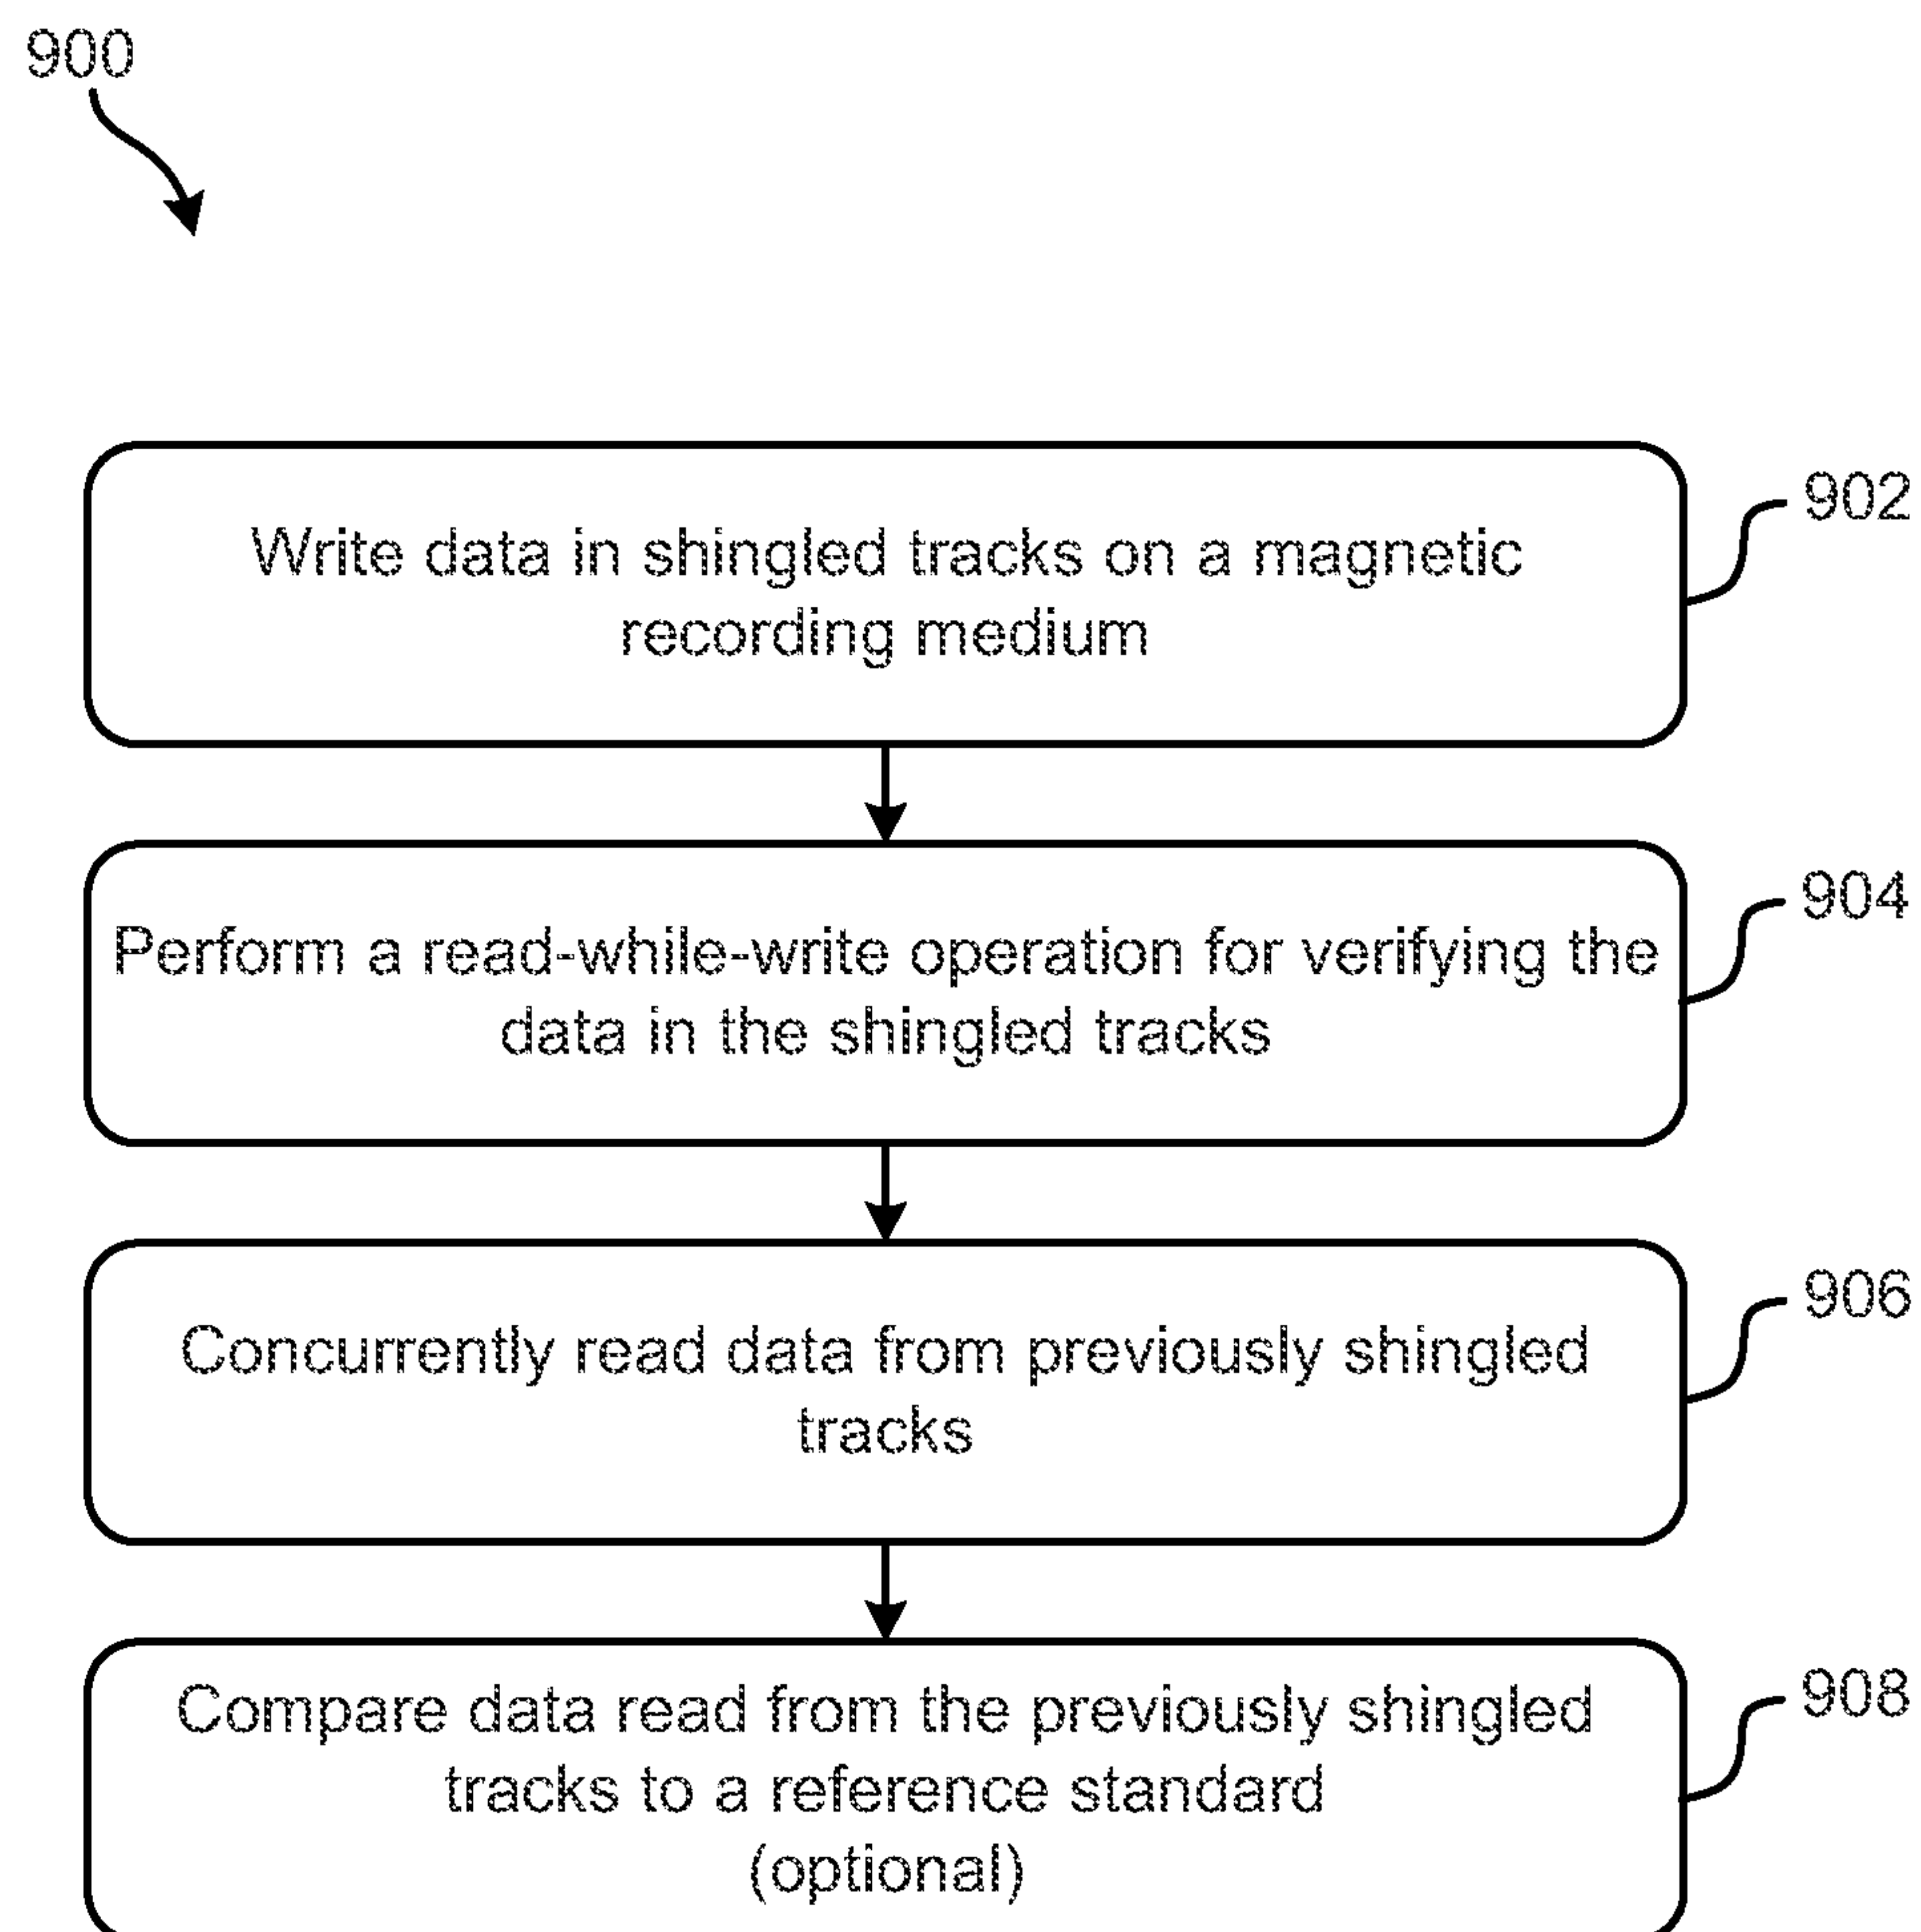 900
Write data in shingled tracks on a magnetic
recording medium
902
Perform a read-while-write operation for verifying the
data in the shingled tracks
904
Concurrently read data from previously shingled
tracks
906
Compare data read from the previously shingled
tracks to a reference standard
(optional)
908